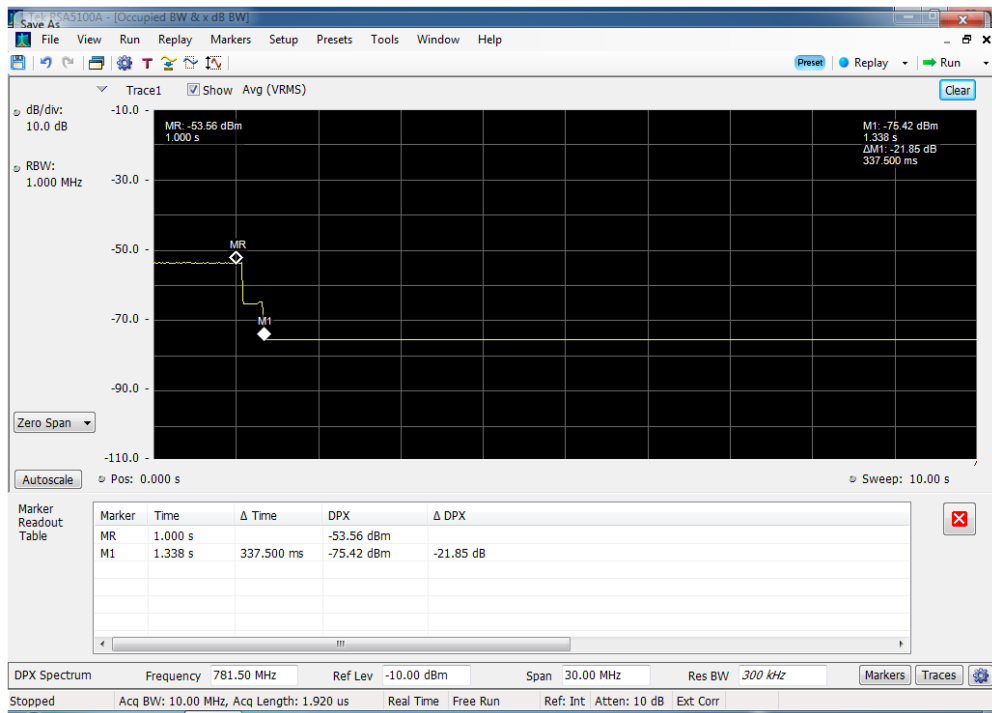 Tek RSA5100A - [Occupied BW & x dB BW]
Save As
File View Run Replay Markers Setup Presets Tools Window Help
T Preset Replay Run
Trace1 Show Avg (VRMS) Clear
dB/div:
10.0 dB
RBW:
1.000 MHz
-10.0 -
-30.0 -
-50.0 -
-70.0 -
-90.0 -
-110.0 -
MR: -53.56 dBm
1.000 s
M1: -75.42 dBm
1.338 s
ΔM1: -21.85 dB
337.500 ms
MR
M1
Zero Span
Autoscale Pos: 0.000 s Sweep: 10.00 s
Marker
Readout
Table
Marker Time Δ Time DPX Δ DPX
MR 1.000 s -53.56 dBm
M1 1.338 s 337.500 ms -75.42 dBm -21.85 dB
DPX Spectrum Frequency 781.50 MHz Ref Lev -10.00 dBm Span 30.00 MHz Res BW 300 kHz Markers Traces
Stopped Acq BW: 10.00 MHz, Acq Length: 1.920 us Real Time Free Run Ref: Int Atten: 10 dB Ext Corr